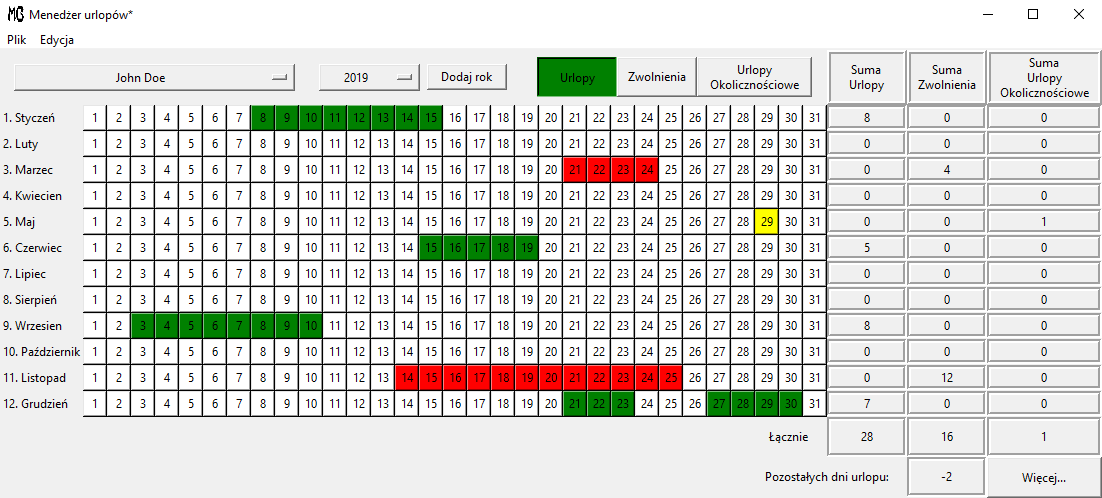 MG Menedżer urlopów*
Plik Edycja
John Doe 2019 Dodaj rok Urlopy Zwolnienia Urlopy Okolicznościowe Suma Urlopy Suma Zwolnienia Suma Urlopy Okolicznościowe
1. Styczeń 1 2 3 4 5 6 7 8 9 10 11 12 13 14 15 16 17 18 19 20 21 22 23 24 25 26 27 28 29 30 31 8 0 0
2. Luty 1 2 3 4 5 6 7 8 9 10 11 12 13 14 15 16 17 18 19 20 21 22 23 24 25 26 27 28 29 30 31 0 0 0
3. Marzec 1 2 3 4 5 6 7 8 9 10 11 12 13 14 15 16 17 18 19 20 21 22 23 24 25 26 27 28 29 30 31 0 4 0
4. Kwiecien 1 2 3 4 5 6 7 8 9 10 11 12 13 14 15 16 17 18 19 20 21 22 23 24 25 26 27 28 29 30 31 0 0 0
5. Maj 1 2 3 4 5 6 7 8 9 10 11 12 13 14 15 16 17 18 19 20 21 22 23 24 25 26 27 28 29 30 31 0 0 1
6. Czerwiec 1 2 3 4 5 6 7 8 9 10 11 12 13 14 15 16 17 18 19 20 21 22 23 24 25 26 27 28 29 30 31 5 0 0
7. Lipiec 1 2 3 4 5 6 7 8 9 10 11 12 13 14 15 16 17 18 19 20 21 22 23 24 25 26 27 28 29 30 31 0 0 0
8. Sierpień 1 2 3 4 5 6 7 8 9 10 11 12 13 14 15 16 17 18 19 20 21 22 23 24 25 26 27 28 29 30 31 0 0 0
9. Wrzesien 1 2 3 4 5 6 7 8 9 10 11 12 13 14 15 16 17 18 19 20 21 22 23 24 25 26 27 28 29 30 31 8 0 0
10. Październik 1 2 3 4 5 6 7 8 9 10 11 12 13 14 15 16 17 18 19 20 21 22 23 24 25 26 27 28 29 30 31 0 0 0
11. Listopad 1 2 3 4 5 6 7 8 9 10 11 12 13 14 15 16 17 18 19 20 21 22 23 24 25 26 27 28 29 30 31 0 12 0
12. Grudzień 1 2 3 4 5 6 7 8 9 10 11 12 13 14 15 16 17 18 19 20 21 22 23 24 25 26 27 28 29 30 31 7 0 0
Łącznie 28 16 1
Pozostałych dni urlopu: -2 Więcej...